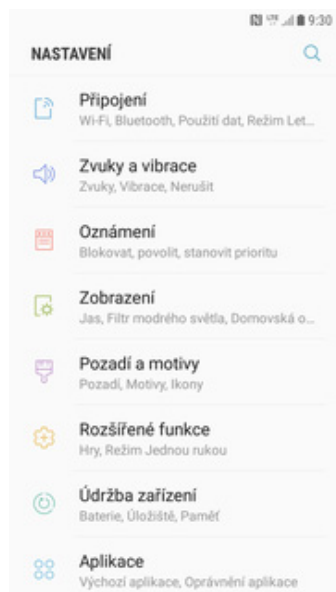 LTE 9:30
NASTAVENÍ
Připojení
Wi-Fi, Bluetooth, Použití dat, Režim Let...
Zvuky a vibrace
Zvuky, Vibrace, Nerušit
Oznámení
Blokovat, povolit, stanovit prioritu
Zobrazení
Jas, Filtr modrého světla, Domovská o...
Pozadí a motivy
Pozadí, Motivy, Ikony
Rozšířené funkce
Hry, Režim Jednou rukou
Údržba zařízení
Baterie, Úložiště, Paměť
Aplikace
Výchozí aplikace, Oprávnění aplikace